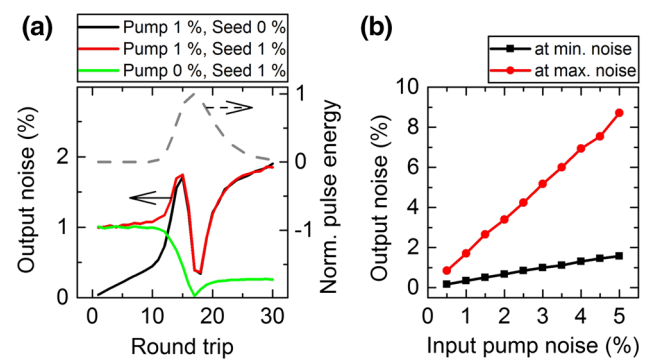 (a)
Pump 1 %, Seed 0 %
Pump 1 %, Seed 1 %
Pump 0 %, Seed 1 %
Output noise (%)
2
1
0
1
0
-1
Norm. pulse energy
0 10 20 30
Round trip
(b)
at min. noise
at max. noise
Output noise (%)
10
8
6
4
2
0
0 1 2 3 4 5
Input pump noise (%)